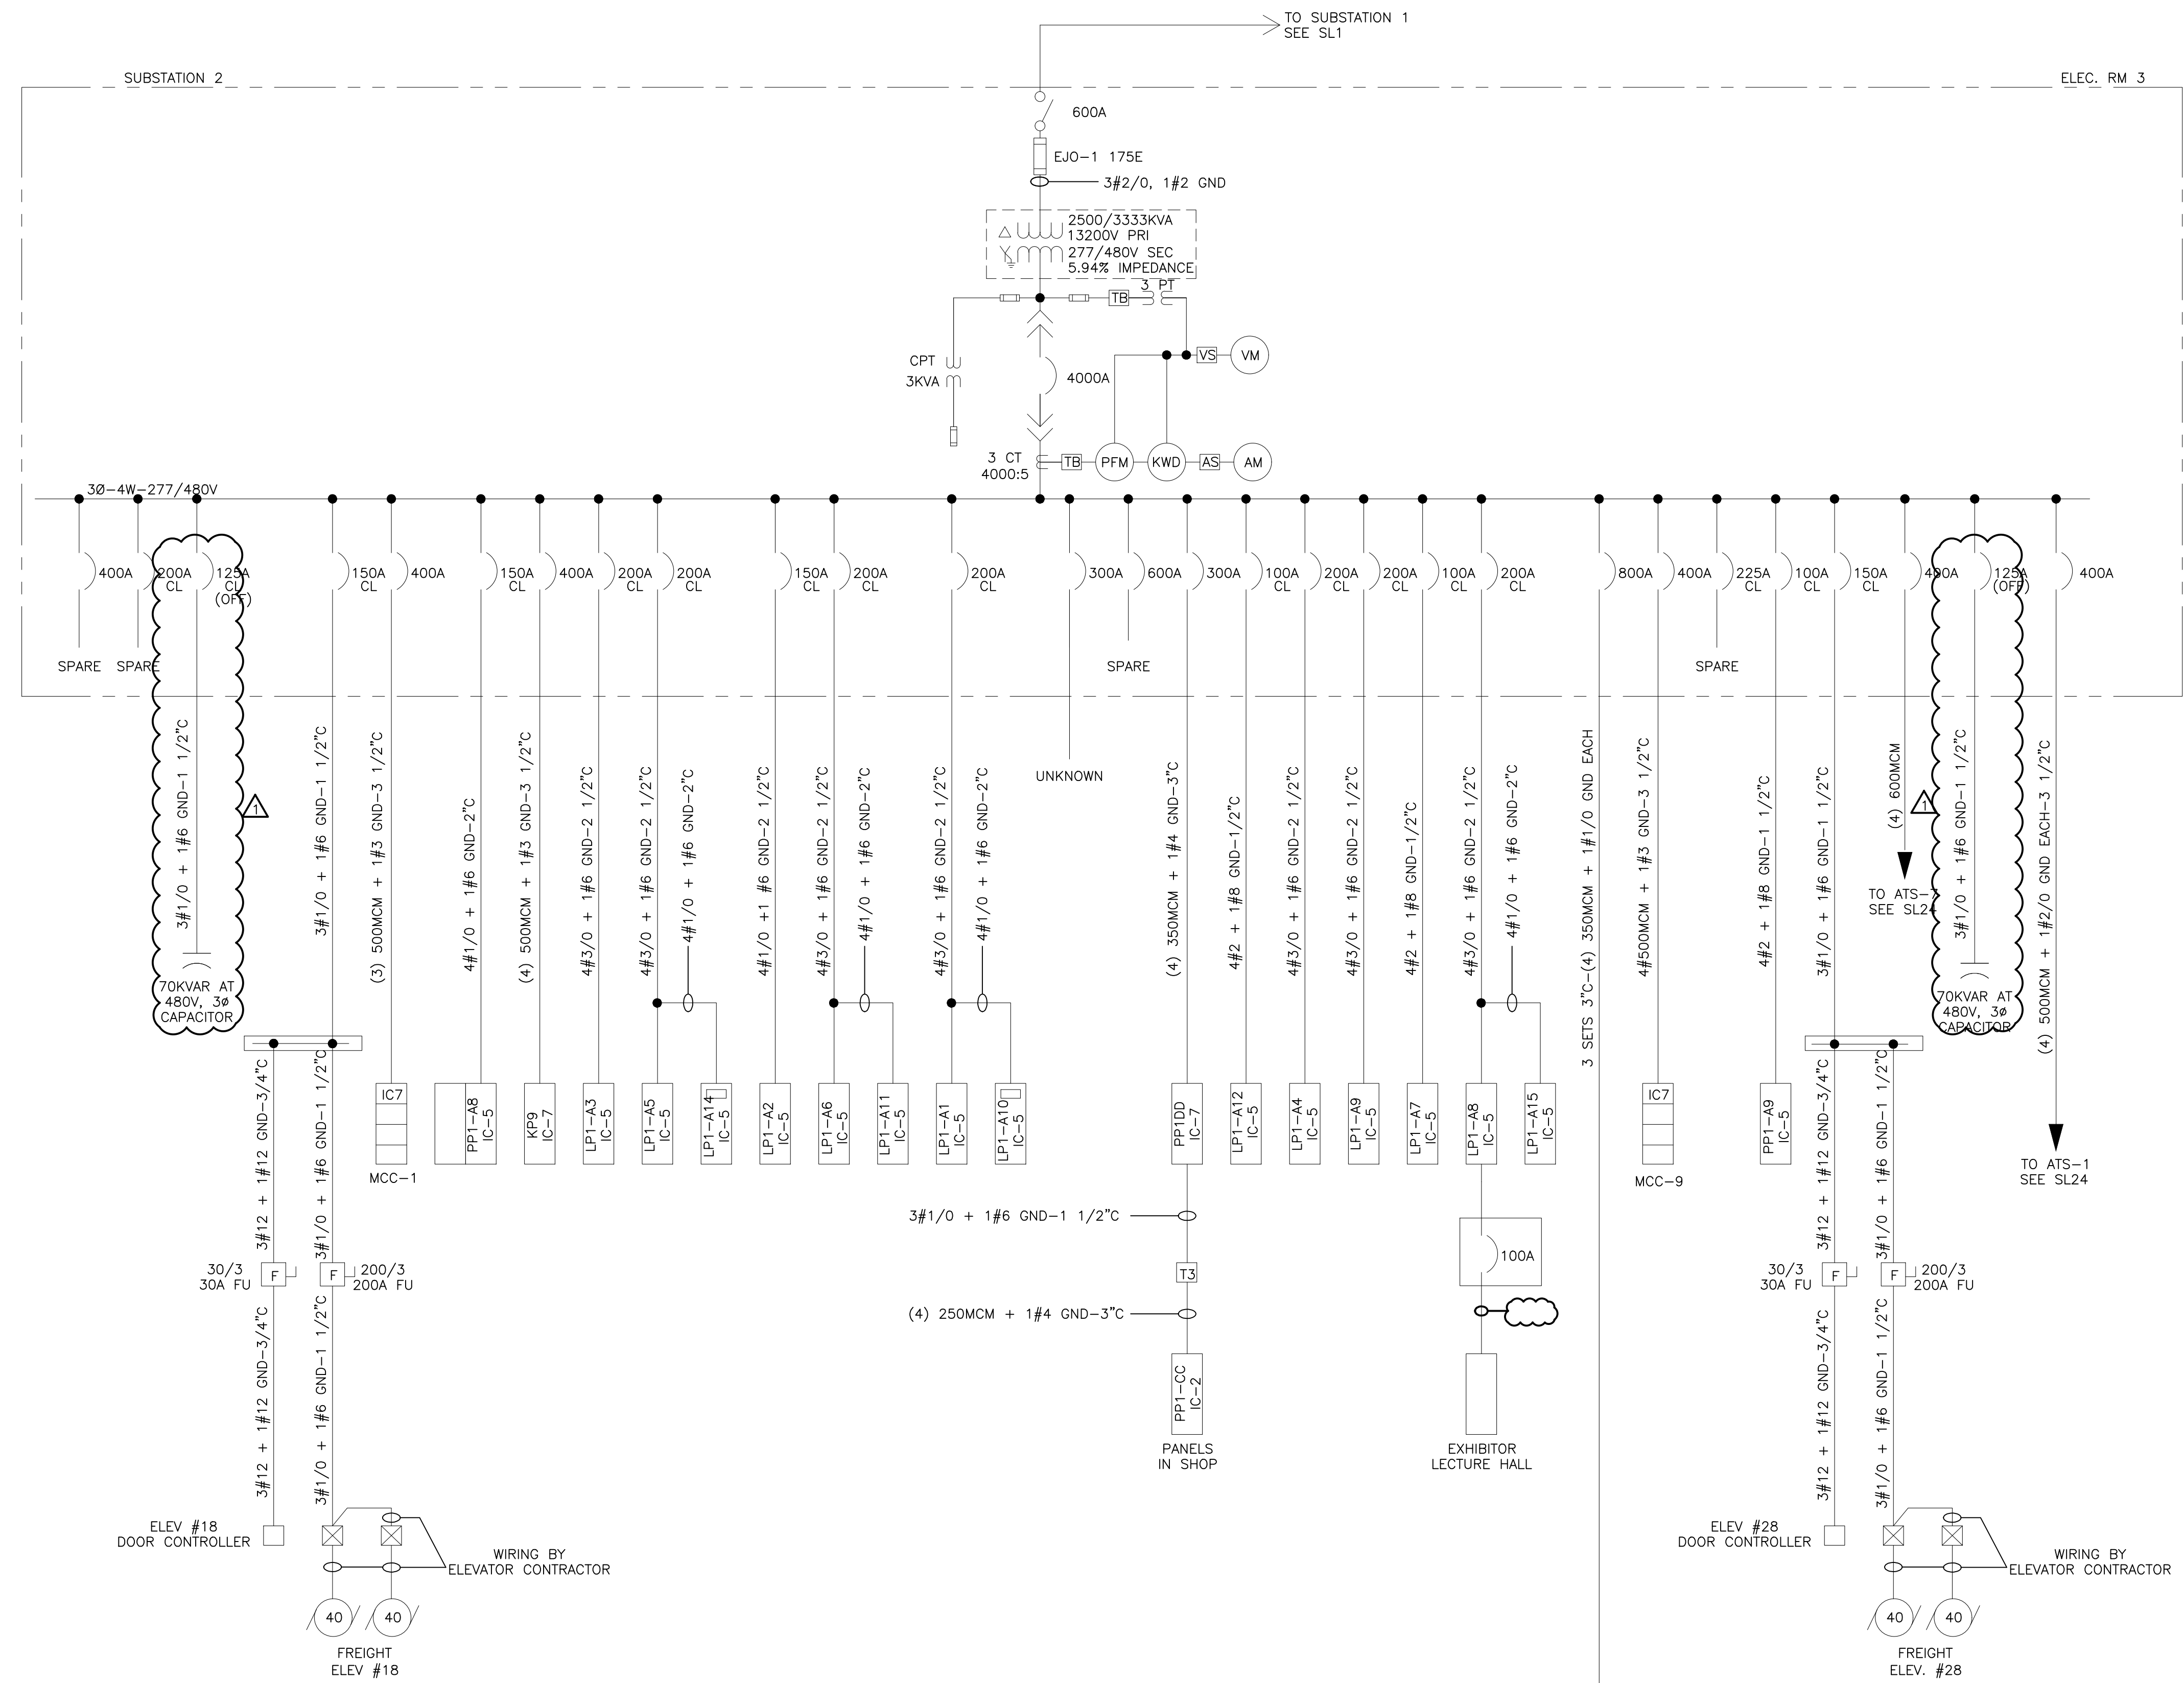 TO SUBSTATION 1
SEE SL1
SUBSTATION 2
ELEC. RM 3
600A
EJO-1 175E
3#2/0, 1#2 GND
2500/3333KVA
13200V PRI
277/480V SEC
5.94% IMPEDANCE
3 PT
TB
CPT
3KVA
VS
VM
4000A
3 CT
4000:5
TB
PFM
KWD
AS
AM
3Ø-4W-277/480V
400A
200A
CL
125A
CL
(OFF)
150A
CL
400A
150A
CL
400A
200A
CL
200A
CL
150A
CL
200A
CL
200A
CL
300A
600A
300A
100A
CL
200A
CL
200A
CL
100A
CL
200A
CL
800A
400A
225A
CL
100A
CL
150A
CL
400A
125A
(OFF)
400A
SPARE
SPARE
SPARE
SPARE
UNKNOWN
3#1/0 + 1#6 GND-1 1/2"C
1
3#1/0 + 1#6 GND-1 1/2"C
(3) 500MCM + 1#3 GND-3 1/2"C
4#1/0 + 1#6 GND-2"C
(4) 500MCM + 1#3 GND-3 1/2"C
4#3/0 + 1#6 GND-2 1/2"C
4#3/0 + 1#6 GND-2 1/2"C
4#1/0 + 1#6 GND-2"C
4#1/0 +1 #6 GND-2 1/2"C
4#3/0 + 1#6 GND-2 1/2"C
4#1/0 + 1#6 GND-2"C
4#3/0 + 1#6 GND-2 1/2"C
4#1/0 + 1#6 GND-2"C
(4) 350MCM + 1#4 GND-3"C
4#2 + 1#8 GND-1/2"C
4#3/0 + 1#6 GND-2 1/2"C
4#3/0 + 1#6 GND-2 1/2"C
4#2 + 1#8 GND-1/2"C
4#3/0 + 1#6 GND-2 1/2"C
4#1/0 + 1#6 GND-2"C
3 SETS 3"C-(4) 350MCM + 1#1/0 GND EACH
4#500MCM + 1#3 GND-3 1/2"C
4#2 + 1#8 GND-1 1/2"C
3#1/0 + 1#6 GND-1 1/2"C
(4) 600MCM
1
3#1/0 + 1#6 GND-1 1/2"C
(4) 500MCM + 1#2/0 GND EACH-3 1/2"C
TO ATS-7
SEE SL24
70KVAR AT
480V, 3ø
CAPACITOR
70KVAR AT
480V, 3ø
CAPACITOR
IC7
MCC-1
PP1-A8
IC-5
KP9
IC-7
LP1-A3
IC-5
LP1-A5
IC-5
LP1-A14
IC-5
LP1-A2
IC-5
LP1-A6
IC-5
LP1-A11
IC-5
LP1-A1
IC-5
LP1-A10
IC-5
PP1DD
IC-7
LP1-A12
IC-5
LP1-A4
IC-5
LP1-A9
IC-5
LP1-A7
IC-5
LP1-A8
IC-5
LP1-A15
IC-5
IC7
MCC-9
PP1-A9
IC-5
TO ATS-1
SEE SL24
3#12 + 1#12 GND-3/4"C
3#1/0 + 1#6 GND-1 1/2"C
3#1/0 + 1#6 GND-1 1/2"C
T3
(4) 250MCM + 1#4 GND-3"C
100A
3#12 + 1#12 GND-3/4"C
3#1/0 + 1#6 GND-1 1/2"C
30/3
30A FU
F
F
200/3
200A FU
30/3
30A FU
F
F
200/3
200A FU
3#12 + 1#12 GND-3/4"C
3#1/0 + 1#6 GND-1 1/2"C
PP1-CC
IC-2
PANELS
IN SHOP
EXHIBITOR
LECTURE HALL
3#12 + 1#12 GND-3/4"C
3#1/0 + 1#6 GND-1 1/2"C
ELEV #18
DOOR CONTROLLER
WIRING BY
ELEVATOR CONTRACTOR
40
40
FREIGHT
ELEV #18
ELEV #28
DOOR CONTROLLER
WIRING BY
ELEVATOR CONTRACTOR
40
40
FREIGHT
ELEV. #28